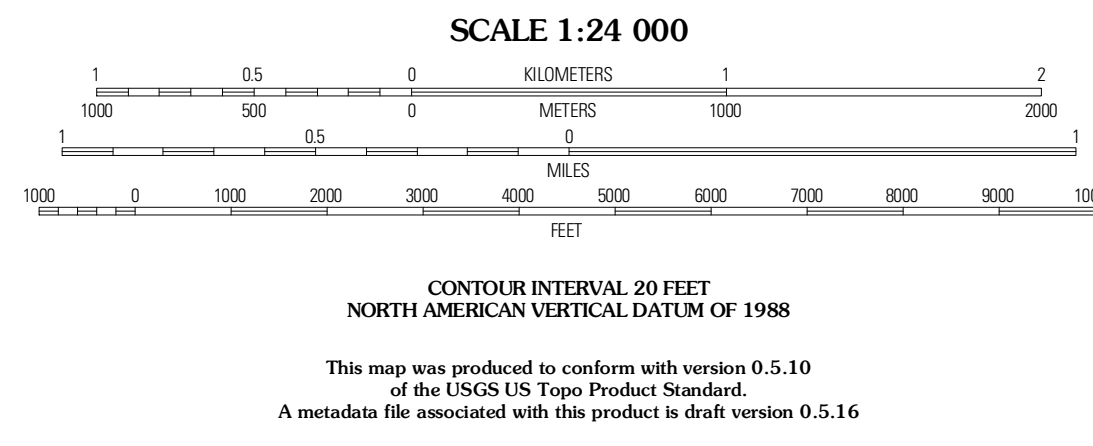 SCALE 1:24 000
1 0.5 0 KILOMETERS 1 2
1000 500 0 METERS 1000 2000
1 0.5 0 1
MILES
1000 0 1000 2000 3000 4000 5000 6000 7000 8000 9000
FEET
CONTOUR INTERVAL 20 FEET
NORTH AMERICAN VERTICAL DATUM OF 1988
This map was produced to conform with version 0.5.10
of the USGS US Topo Product Standard.
A metadata file associated with this product is draft version 0.5.16